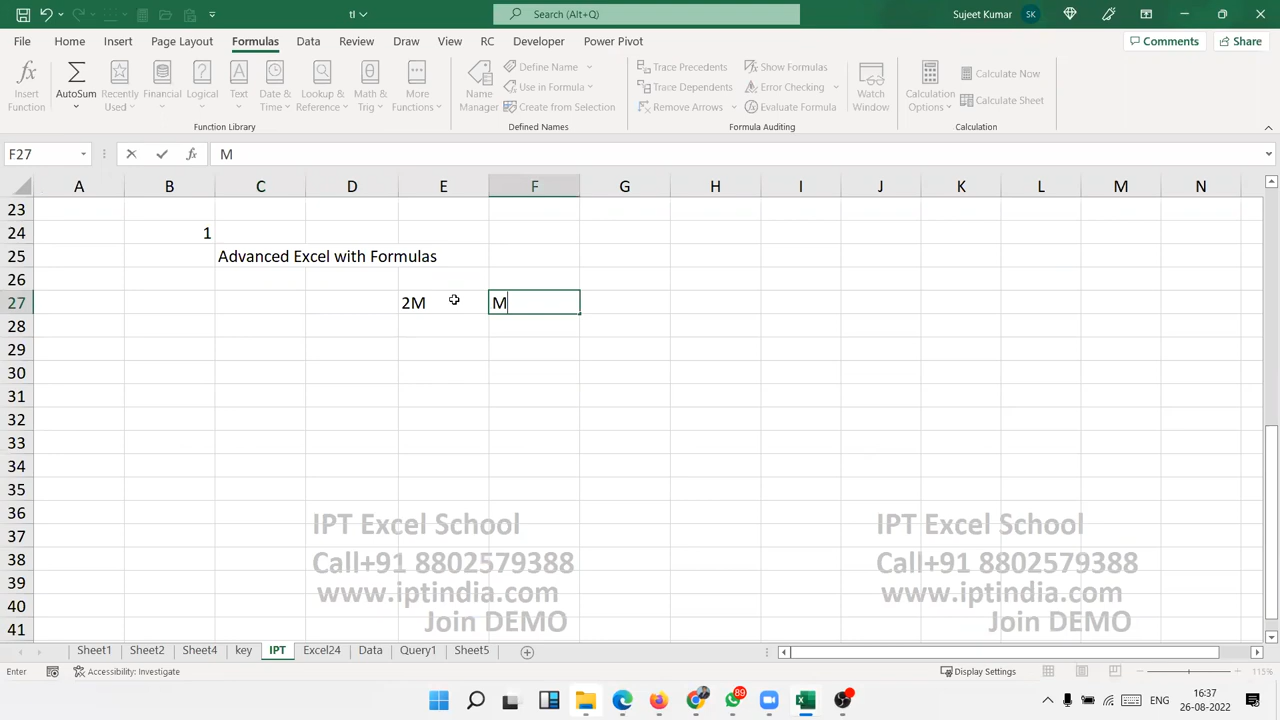 tl
Search (Alt+Q)
Sujeet Kumar SK
File Home Insert Page Layout Formulas Data Review View Draw RC Developer Power Pivot
Comments Share
Insert Function
AutoSum
Recently Used
Financial
Logical
Text
Date & Time
Lookup & Reference
Math & Trig
More Functions
Function Library
Name Manager
Define Name
Use in Formula
Create from Selection
Defined Names
Trace Precedents
Trace Dependents
Remove Arrows
Show Formulas
Error Checking
Evaluate Formula
Formula Auditing
Watch Window
Calculation Options
Calculate Now
Calculate Sheet
Calculation
F27 fx M
A B C D E F G H I J K L M N
23
24 1
25 Advanced Excel with Formulas
26
27 2M M
28
29
30
31
32
33
34
35
36
37
38
39
40
41
IPT Excel School
Call+91 8802579388
www.iptindia.com
Join DEMO
IPT Excel School
Call+91 8802579388
www.iptindia.com
Join DEMO
Sheet1 Sheet2 Sheet4 key IPT Excel24 Data Query1 Sheet5
Enter Accessibility: Investigate Display Settings 115%
89
ENG
16:37
26-08-2022